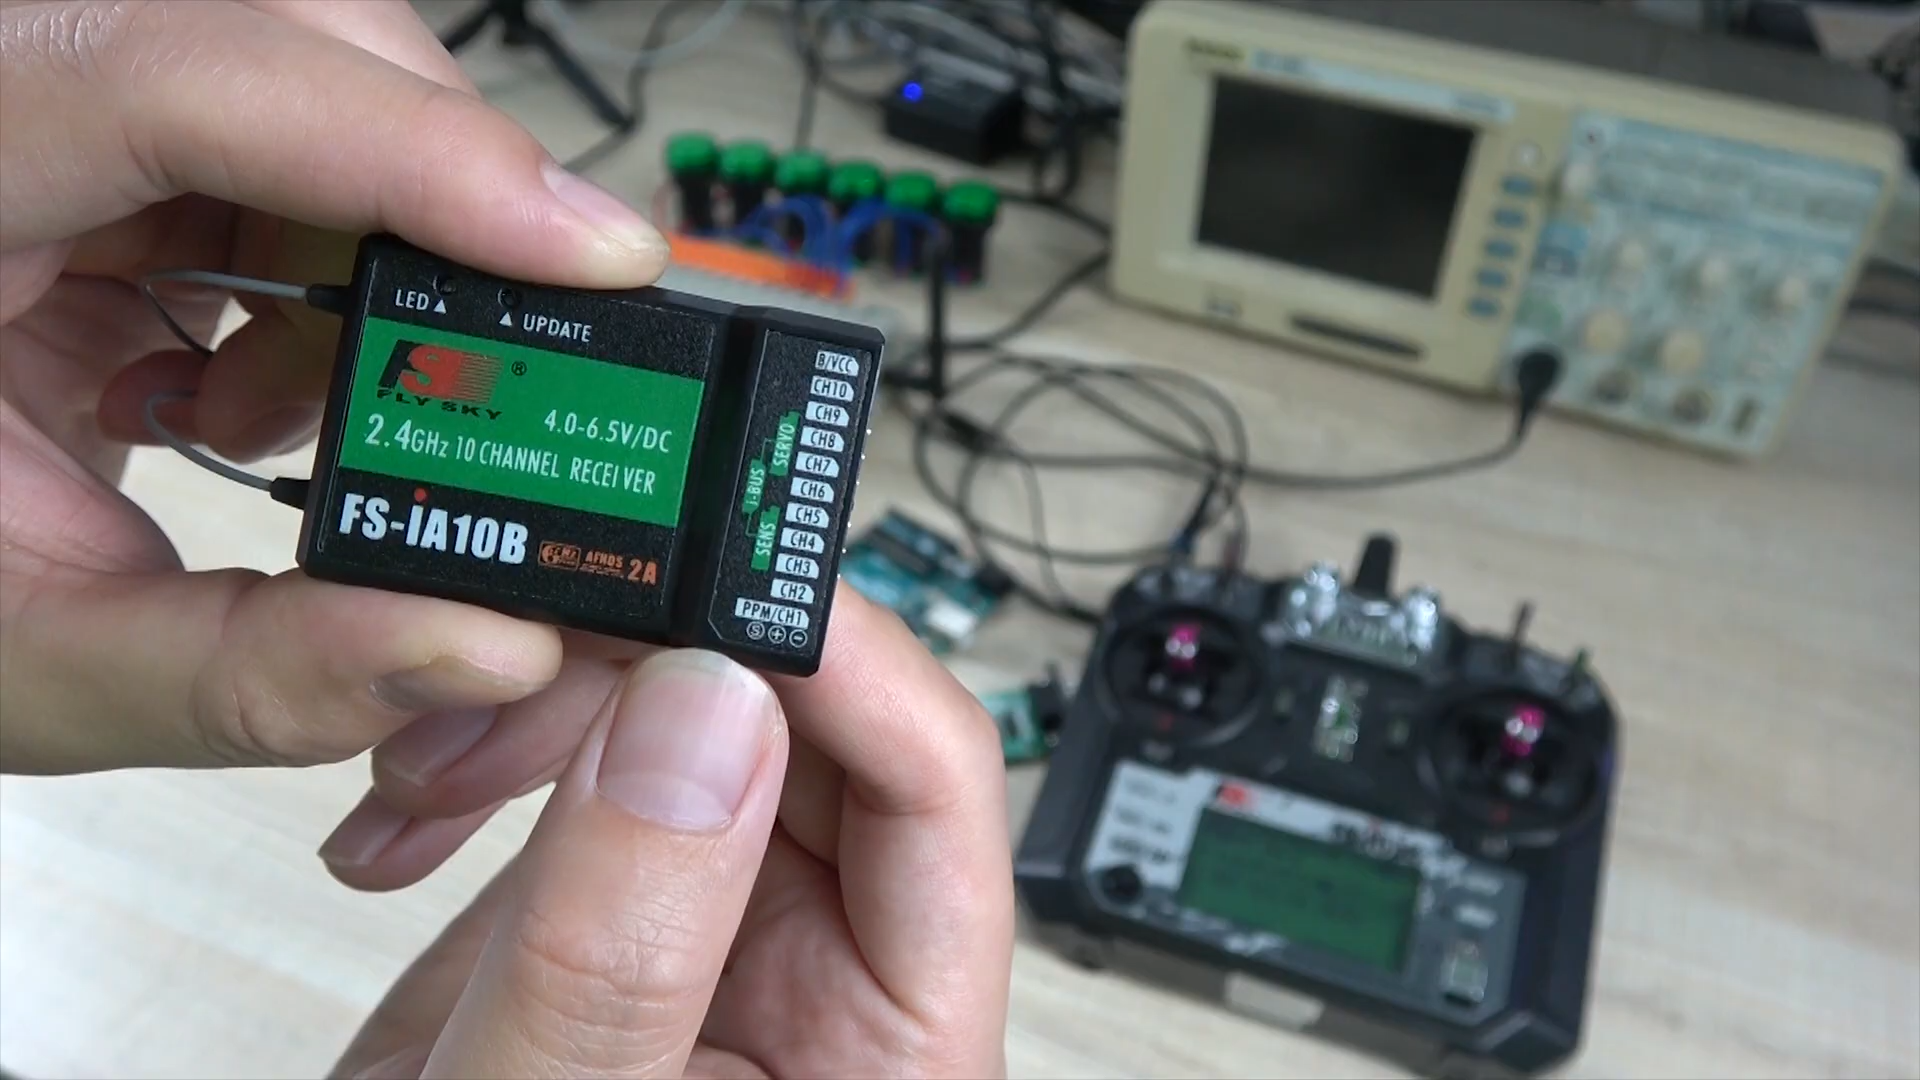 LED ▲
▲ UPDATE
FS ®
FLY SKY
4.0-6.5V/DC
2.4GHz 10 CHANNEL RECEIVER
FS-iA10B
AFHDS
2A
i-BUS
SERVO
SENS
B/VCC
CH10
CH9
CH8
CH7
CH6
CH5
CH4
CH3
CH2
PPM/CH1
S + -